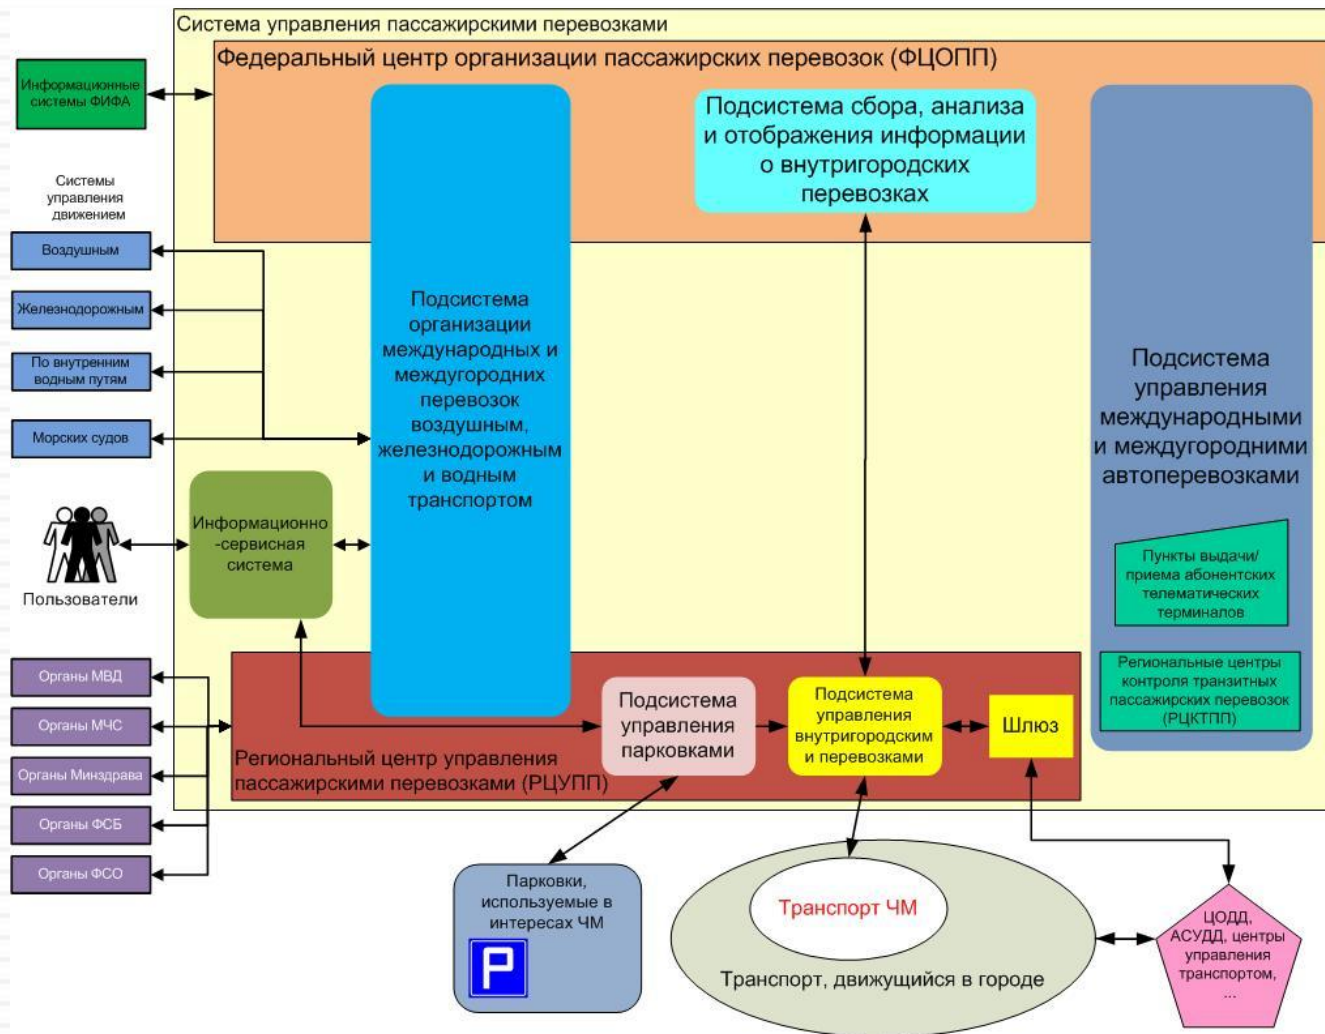 Система управления пассажирскими перевозками
Федеральный центр организации пассажирских перевозок (ФЦОПП)
Информационные
системы ФИФА
Подсистема сбора, анализа
и отображения информации
о внутригородских
перевозках
Системы
управления
движением
Воздушным
Железнодорожным
По внутренним
водным путям
Морских судов
Подсистема
организации
международных и
междугородних
перевозок
воздушным,
железнодорожным
и водным
транспортом
Подсистема
управления
международными
и междугородними
автоперевозками
Информационно
-сервисная
система
Пользователи
Пункты выдачи/
приема абонентских
телематических
терминалов
Региональные центры
контроля транзитных
пассажирских перевозок
(РЦКТПП)
Органы МВД
Органы МЧС
Органы Минздрава
Органы ФСБ
Органы ФСО
Подсистема
управления
парковками
Подсистема
управления
внутригородским
и перевозками
Шлюз
Региональный центр управления
пассажирскими перевозками (РЦУПП)
Парковки,
используемые в
интересах ЧМ
P
Транспорт ЧМ
Транспорт, движущийся в городе
ЦОДД,
АСУДД, центры
управления
транспортом,
...